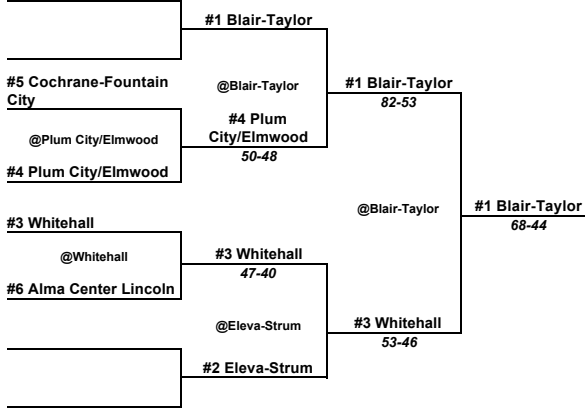 #1 Blair-Taylor
#5 Cochrane-Fountain
City
@Blair-Taylor
#1 Blair-Taylor
82-53
@Plum City/Elmwood
#4 Plum
City/Elmwood
50-48
#4 Plum City/Elmwood
@Blair-Taylor
#1 Blair-Taylor
68-44
#3 Whitehall
@Whitehall
#3 Whitehall
47-40
#6 Alma Center Lincoln
@Eleva-Strum
#3 Whitehall
53-46
#2 Eleva-Strum